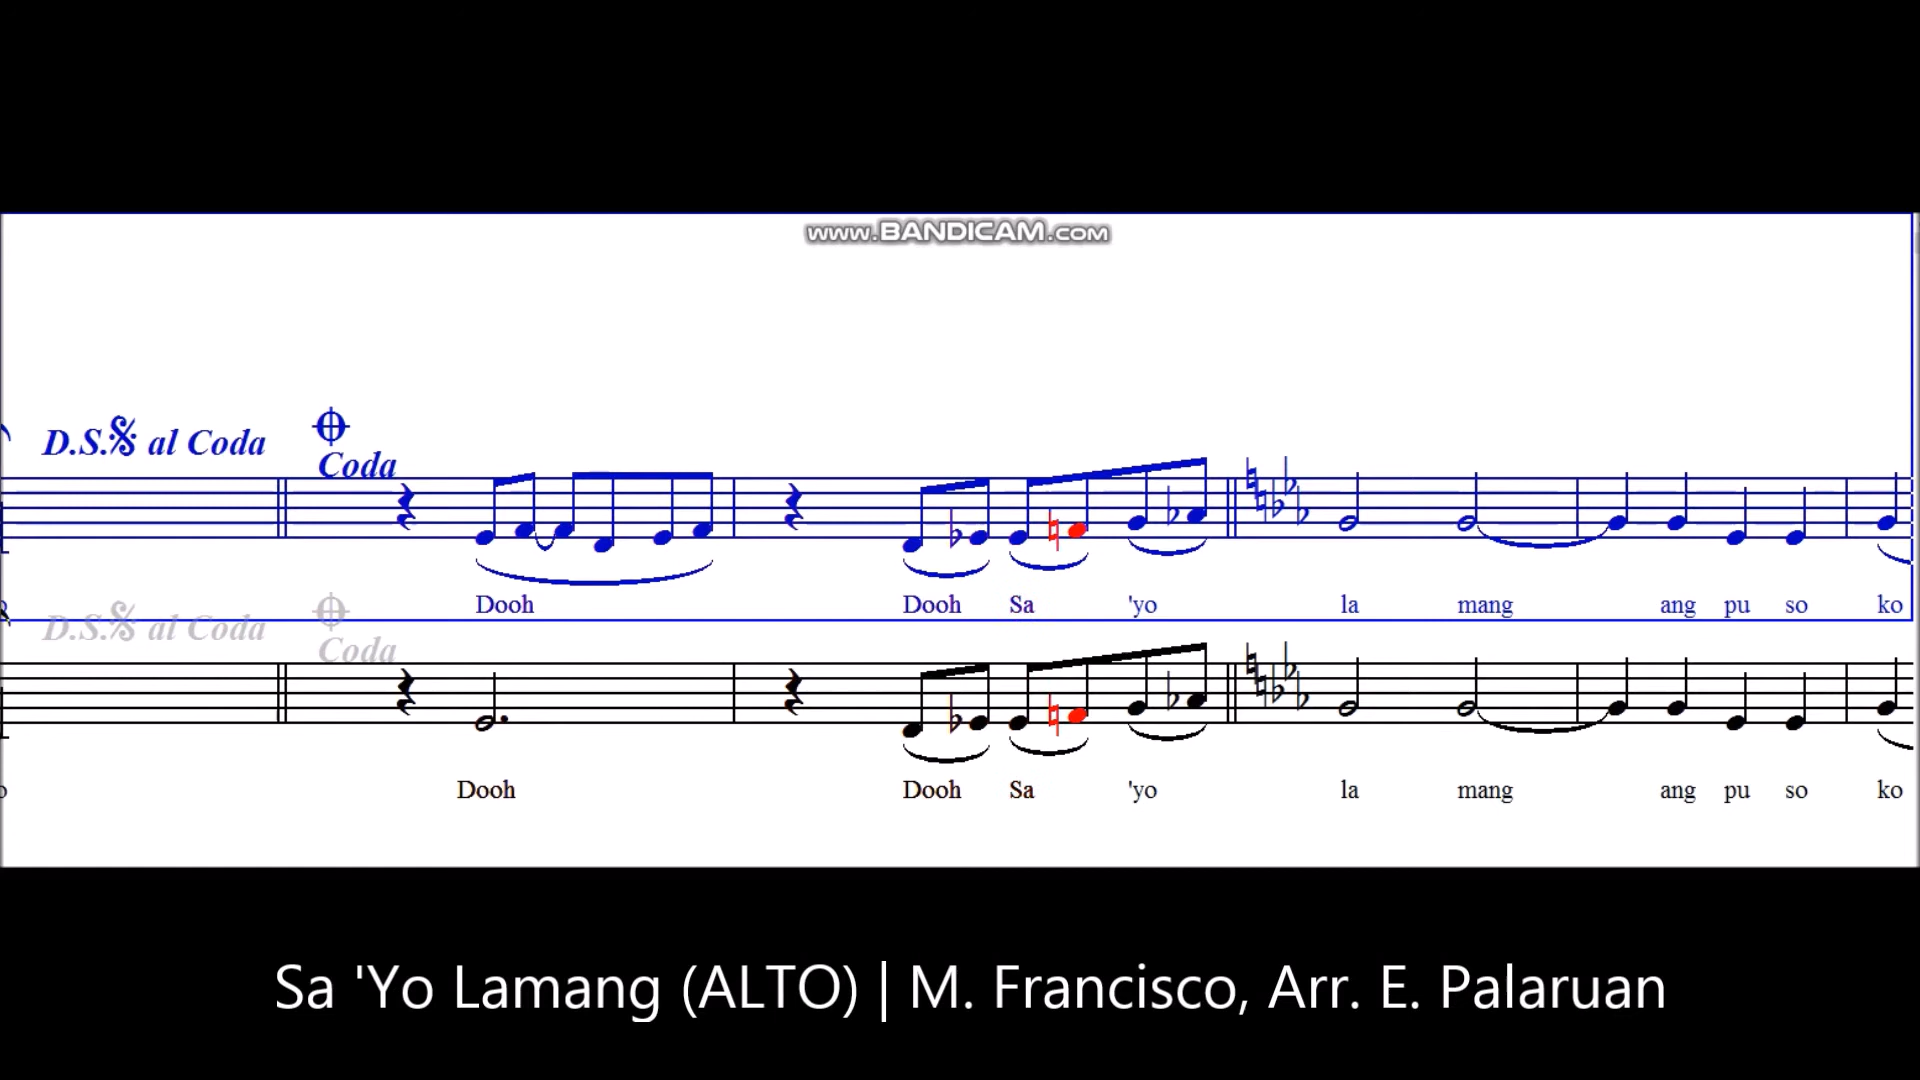 www.BANDICAM.com
D.S. al Coda
Coda
Dooh Dooh Sa 'yo la mang ang pu so ko
D.S. al Coda
Coda
Dooh Dooh Sa 'yo la mang ang pu so ko
Sa 'Yo Lamang (ALTO) | M. Francisco, Arr. E. Palaruan